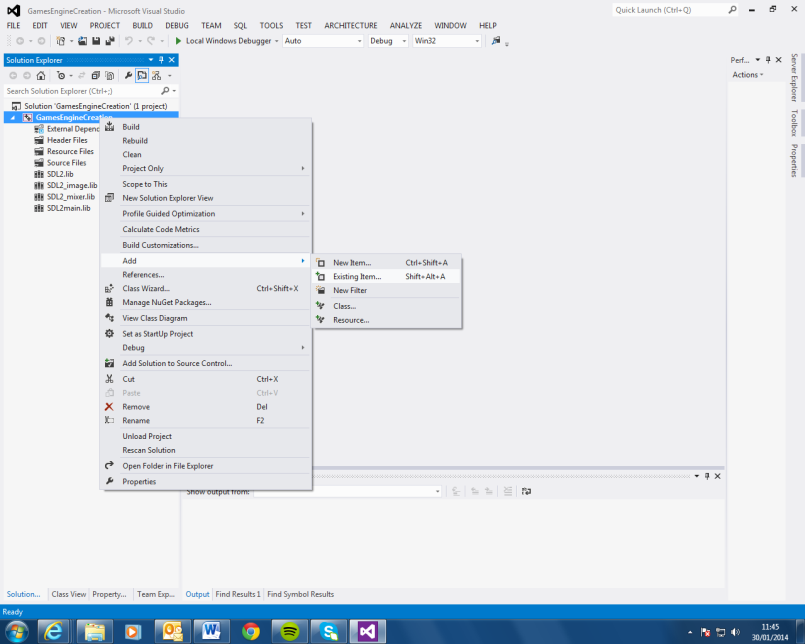 GamesEngineCreation - Microsoft Visual Studio
Quick Launch (Ctrl+Q)
FILE EDIT VIEW PROJECT BUILD DEBUG TEAM SQL TOOLS TEST ARCHITECTURE ANALYZE WINDOW HELP
Local Windows Debugger Auto Debug Win32
Solution Explorer
Search Solution Explorer (Ctrl+;)
Solution 'GamesEngineCreation' (1 project)
GamesEngineCreation
External Depend
Header Files
Resource Files
Source Files
SDL2.lib
SDL2_image.lib
SDL2_mixer.lib
SDL2main.lib
Build
Rebuild
Clean
Project Only
Scope to This
New Solution Explorer View
Profile Guided Optimization
Calculate Code Metrics
Build Customizations...
Add
References...
Class Wizard... Ctrl+Shift+X
Manage NuGet Packages...
View Class Diagram
Set as StartUp Project
Debug
Add Solution to Source Control...
Cut Ctrl+X
Paste Ctrl+V
Remove Del
Rename F2
Unload Project
Rescan Solution
Open Folder in File Explorer
Properties
New Item... Ctrl+Shift+A
Existing Item... Shift+Alt+A
New Filter
Class...
Resource...
Perf...
Actions
Server Explorer
Toolbox
Properties
Show output from:
Solution... Class View Property... Team Exp...
Output Find Results 1 Find Symbol Results
Ready
11:45
30/01/2014